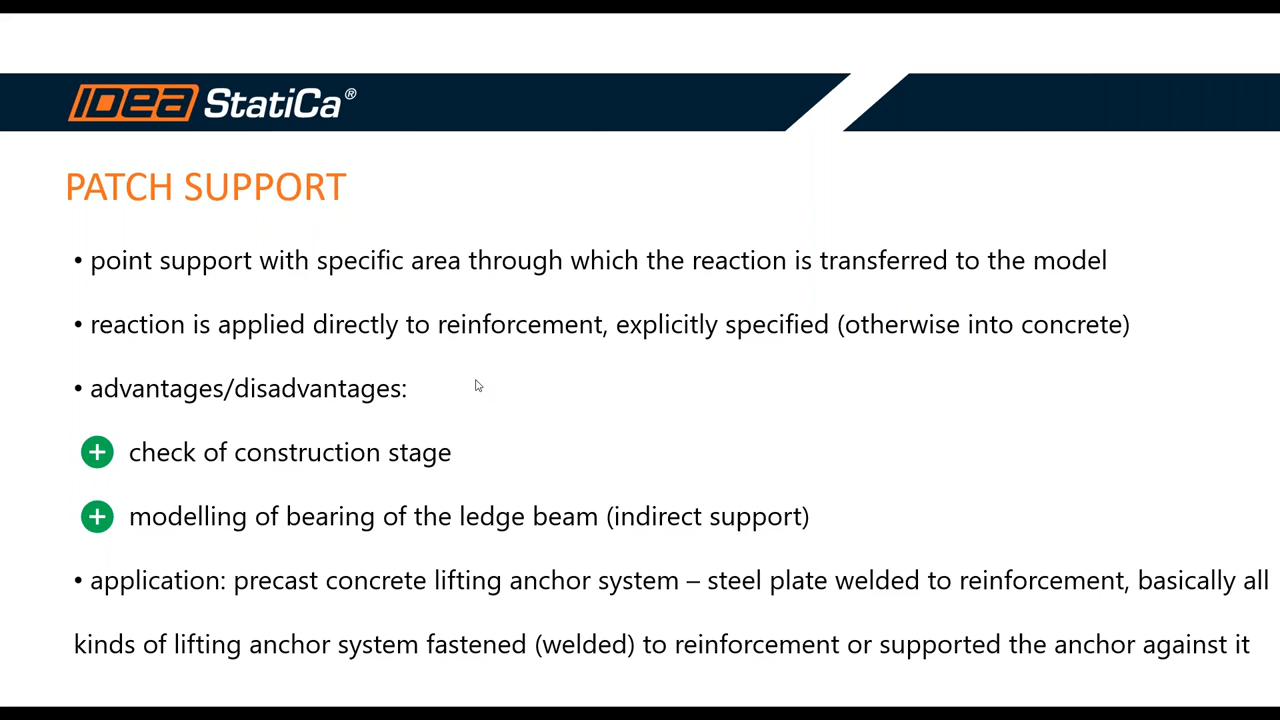 IDEA StatiCa®
PATCH SUPPORT
• point support with specific area through which the reaction is transferred to the model
• reaction is applied directly to reinforcement, explicitly specified (otherwise into concrete)
• advantages/disadvantages:
+ check of construction stage
+ modelling of bearing of the ledge beam (indirect support)
• application: precast concrete lifting anchor system – steel plate welded to reinforcement, basically all
kinds of lifting anchor system fastened (welded) to reinforcement or supported the anchor against it